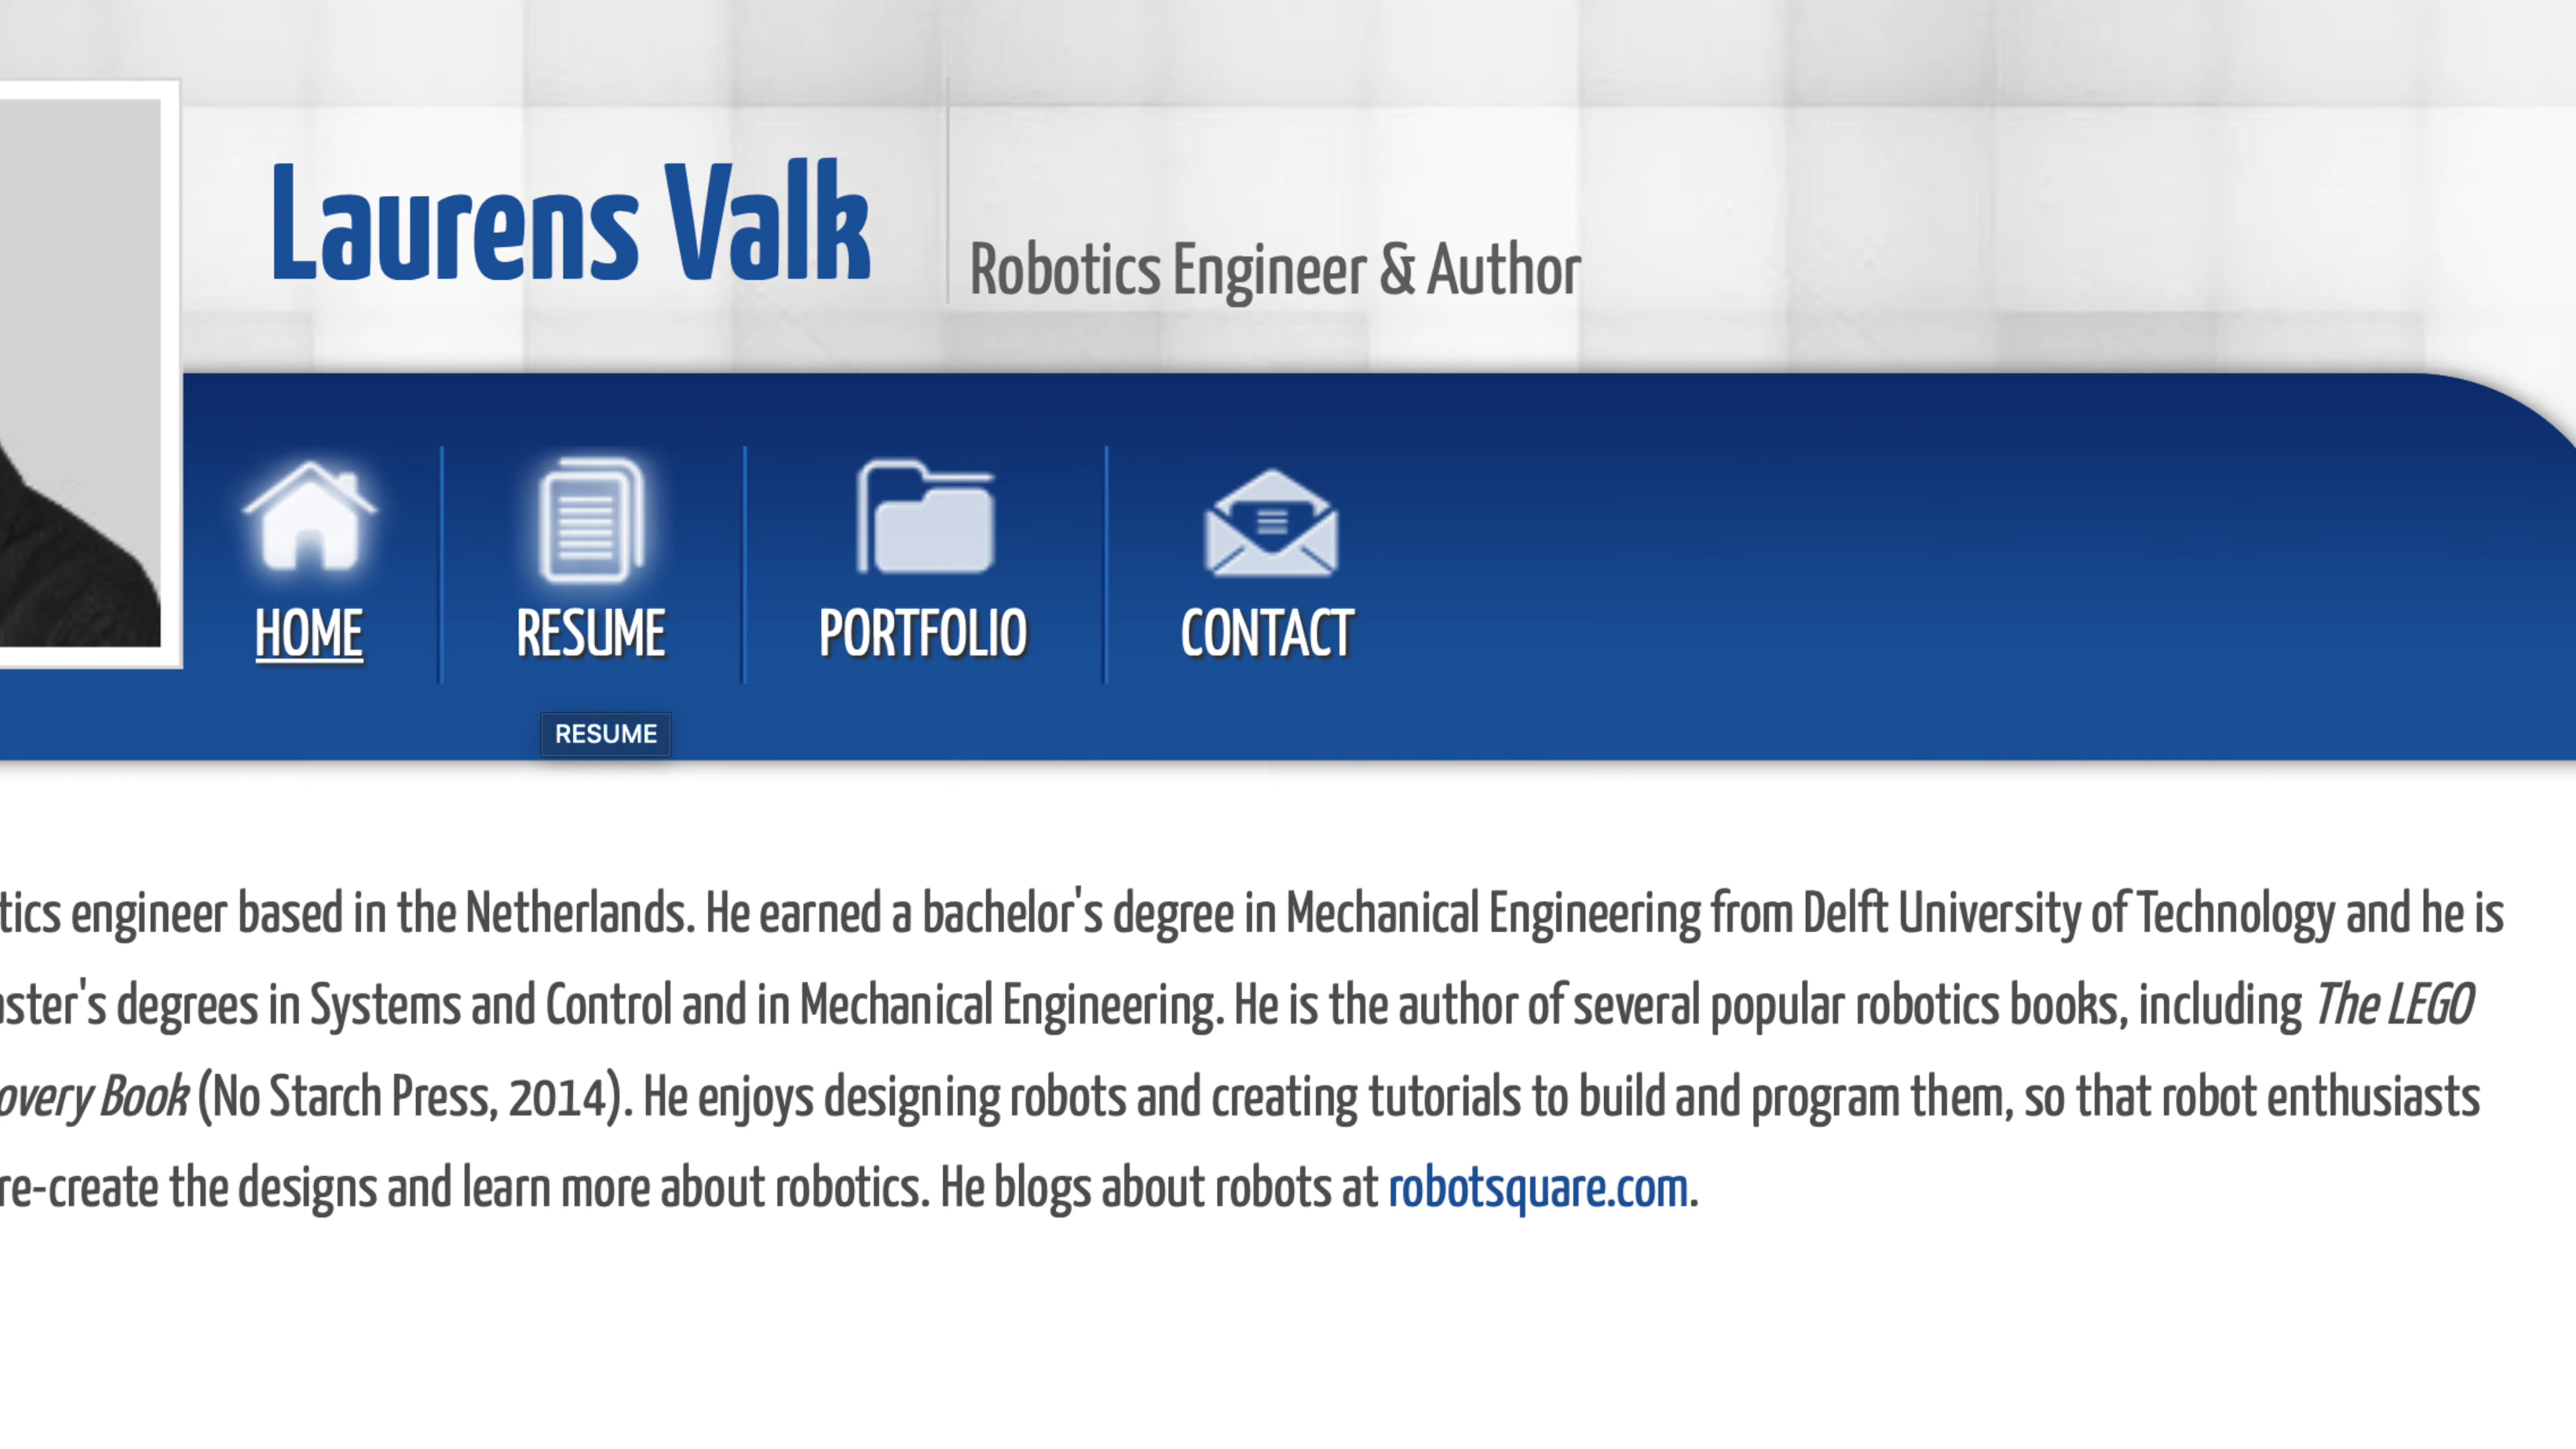 Laurens Valk
Robotics Engineer & Author
HOME RESUME PORTFOLIO CONTACT
RESUME
engineer based in the Netherlands. He earned a bachelor's degree in Mechanical Engineering from Delft University of Technology and he is
degrees in Systems and Control and in Mechanical Engineering. He is the author of several popular robotics books, including The LEGO
Book (No Starch Press, 2014). He enjoys designing robots and creating tutorials to build and program them, so that robot enthusiasts
re-create the designs and learn more about robotics. He blogs about robots at robotsquare.com.